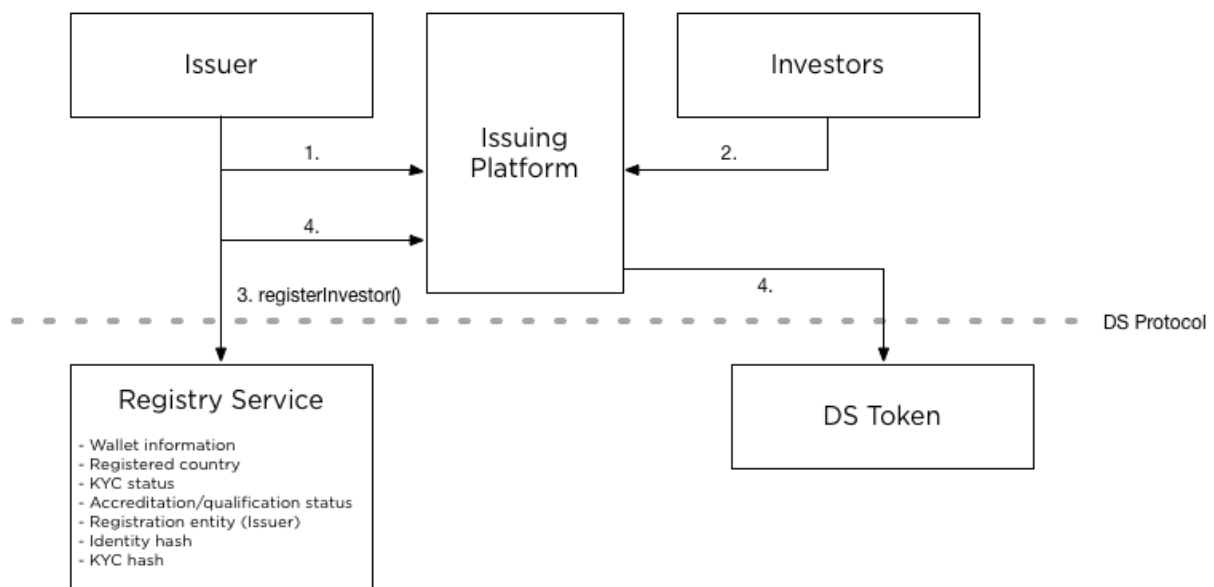 Issuer
Issuing
Platform
Investors
1.
2.
4.
3. registerInvestor()
4.
DS Protocol
Registry Service
- Wallet information
- Registered country
- KYC status
- Accreditation/qualification status
- Registration entity (Issuer)
- Identity hash
- KYC hash
DS Token